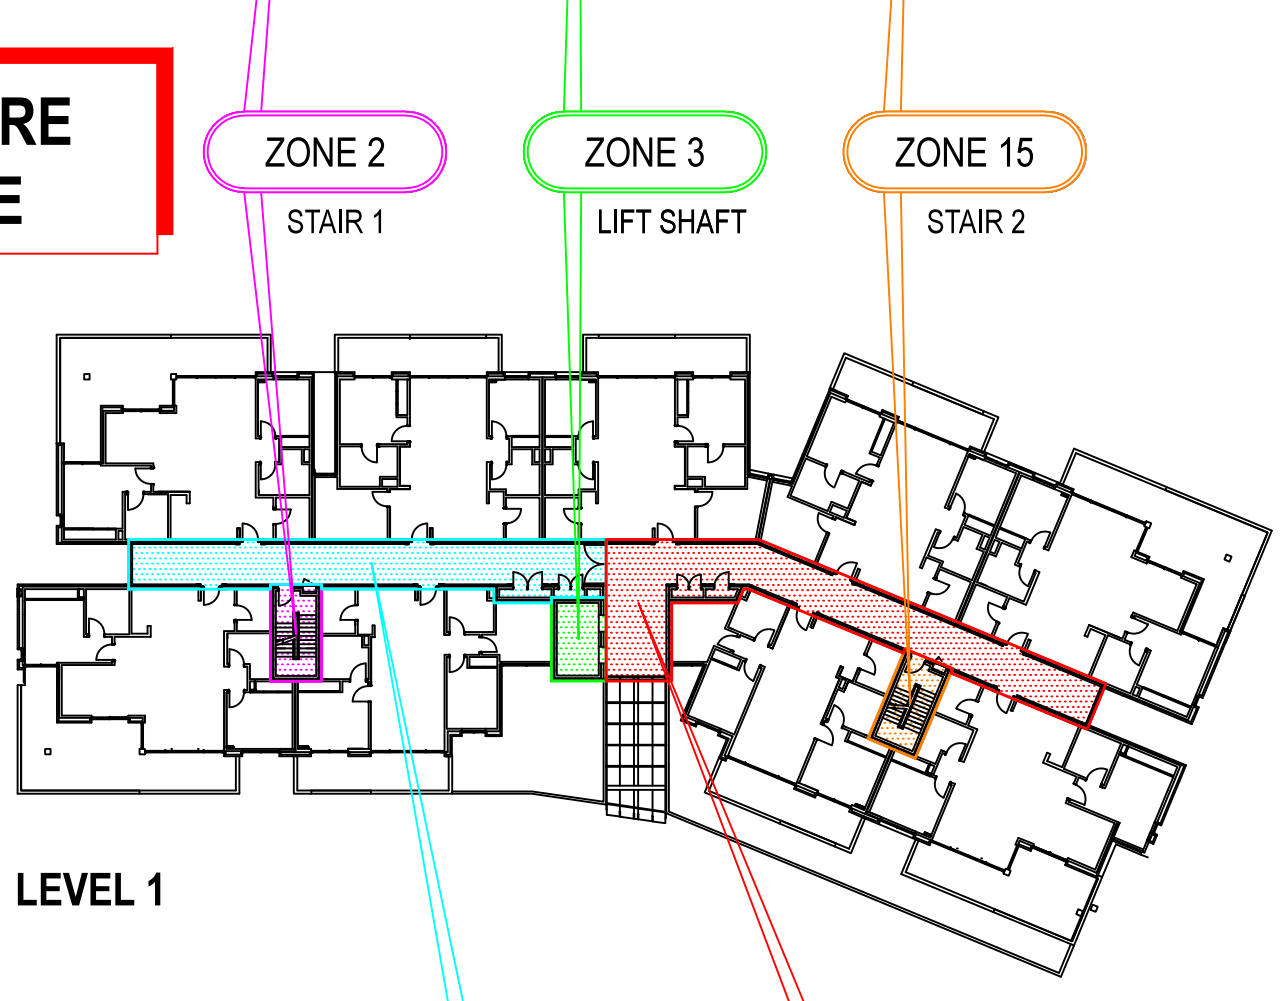 RE
E
ZONE 2
STAIR 1
ZONE 3
LIFT SHAFT
ZONE 15
STAIR 2
LEVEL 1